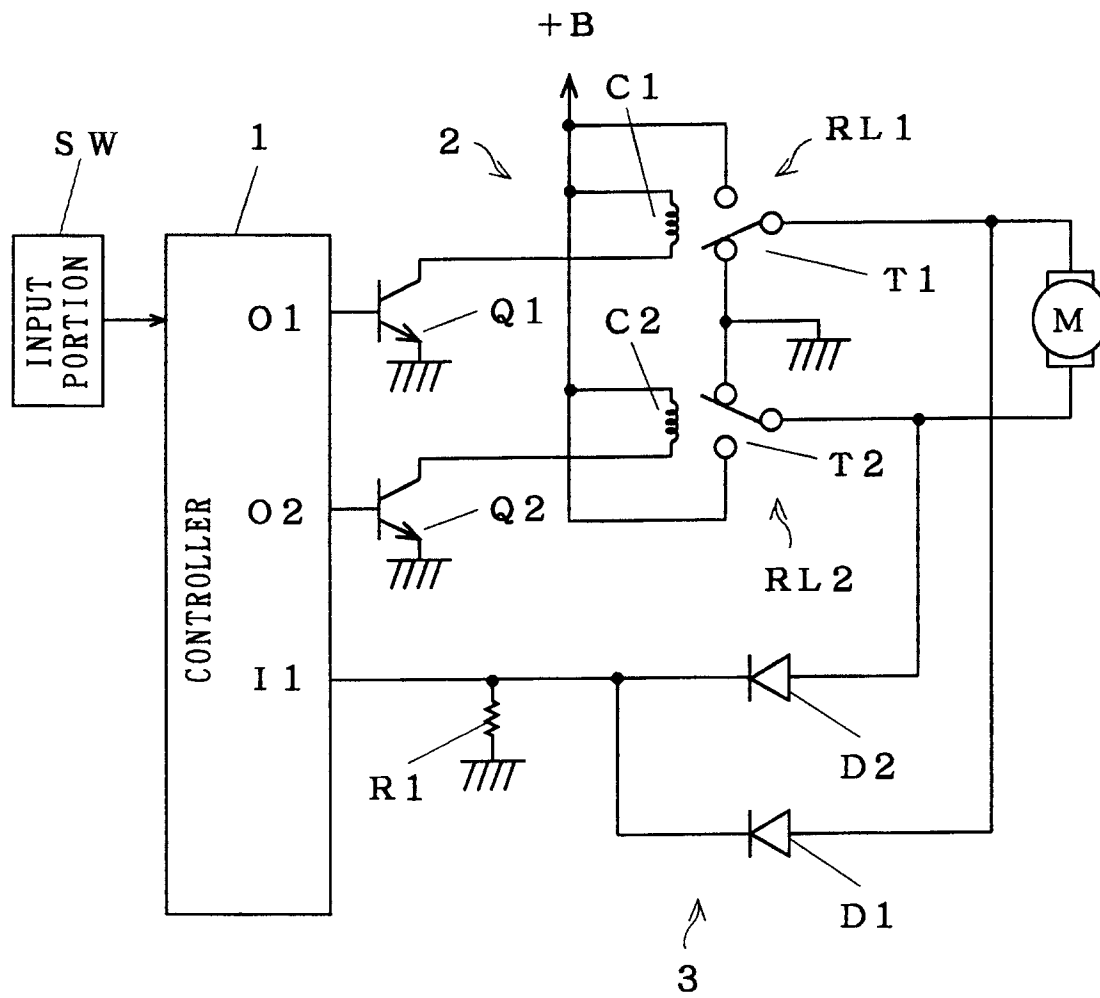 +B
C1
SW
1
2
RL1
INPUT
PORTION
O1
Q1
C2
T1
M
O2
Q2
T2
RL2
CONTROLLER
I1
R1
D2
D1
3